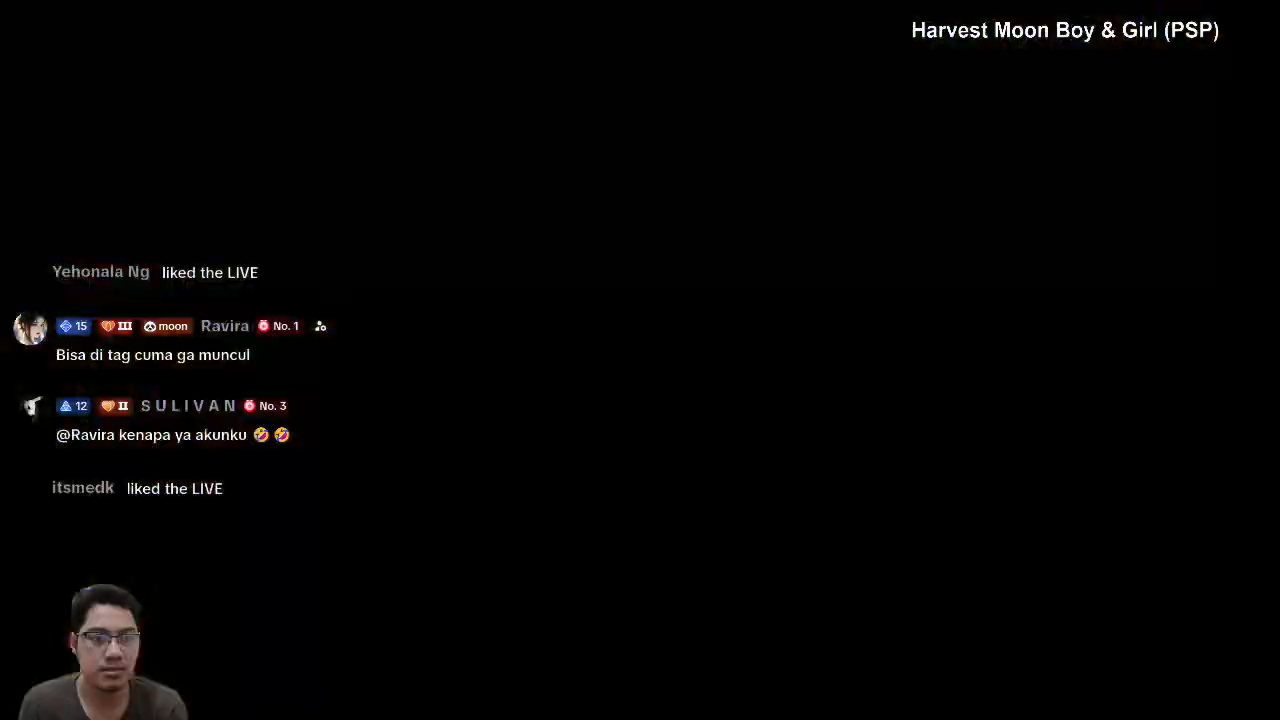 Harvest Moon Boy & Girl (PSP)
Yehonala Ng liked the LIVE
15 III moon Ravira No. 1
Bisa di tag cuma ga muncul
12 II S U L I V A N No. 3
@Ravira kenapa ya akunku 🤣 🤣
itsmedk liked the LIVE